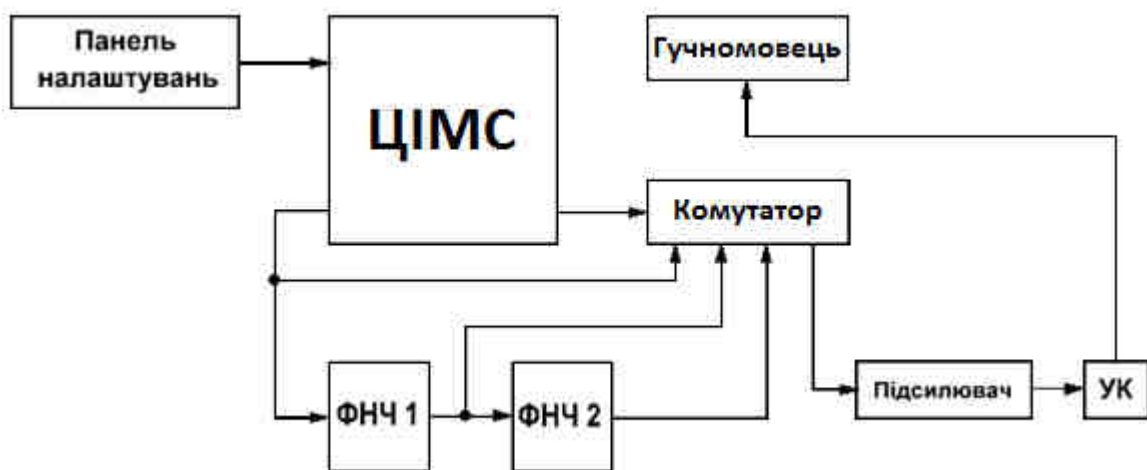 Панель
налаштувань
ЦІМС
Гучномовець
Комутатор
ФНЧ 1
ФНЧ 2
Підсилювач
УК